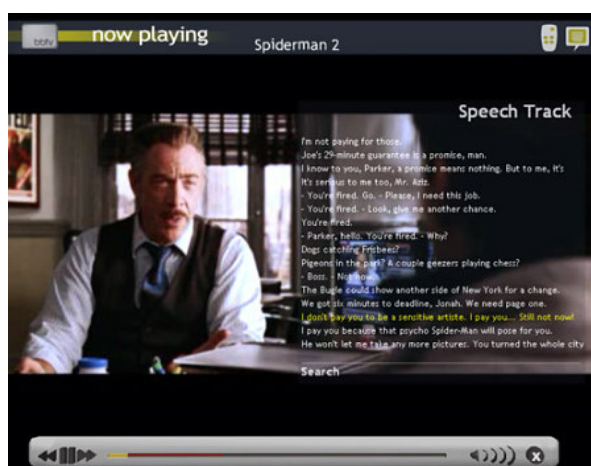 bbtv
now playing
Spiderman 2
Speech Track
I'm not paying for those.
Joe's 29-minute guarantee is a promise, man.
I know to you, Parker, a promise means nothing. But to me, it's
It's serious to me too, Mr. Aziz.
- You're fired. Go. - Please, I need this job.
- You're fired. - Look, give me another chance.
You're fired.
- Parker, hello. You're fired. - Why?
Dogs catching Frisbees?
Pigeons in the park? A couple geezers playing chess?
- Boss. - Not now.
The Bugle could show another side of New York for a change.
We got six minutes to deadline, Jonah. We need page one.
I don't pay you to be a sensitive artiste. I pay you... Still not now!
I pay you because that psycho Spider-Man will pose for you.
He won't let me take any more pictures. You turned the whole city
Search